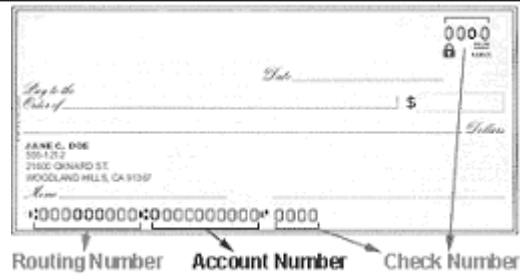 0000
Date
Pay to the
Order of
$
Dollars
JANE C. DOE
555-1212
21600 OXNARD ST.
WOODLAND HILLS, CA 91367
Memo
⑆000000000⑆0000000000⑈ 0000
Routing Number Account Number Check Number